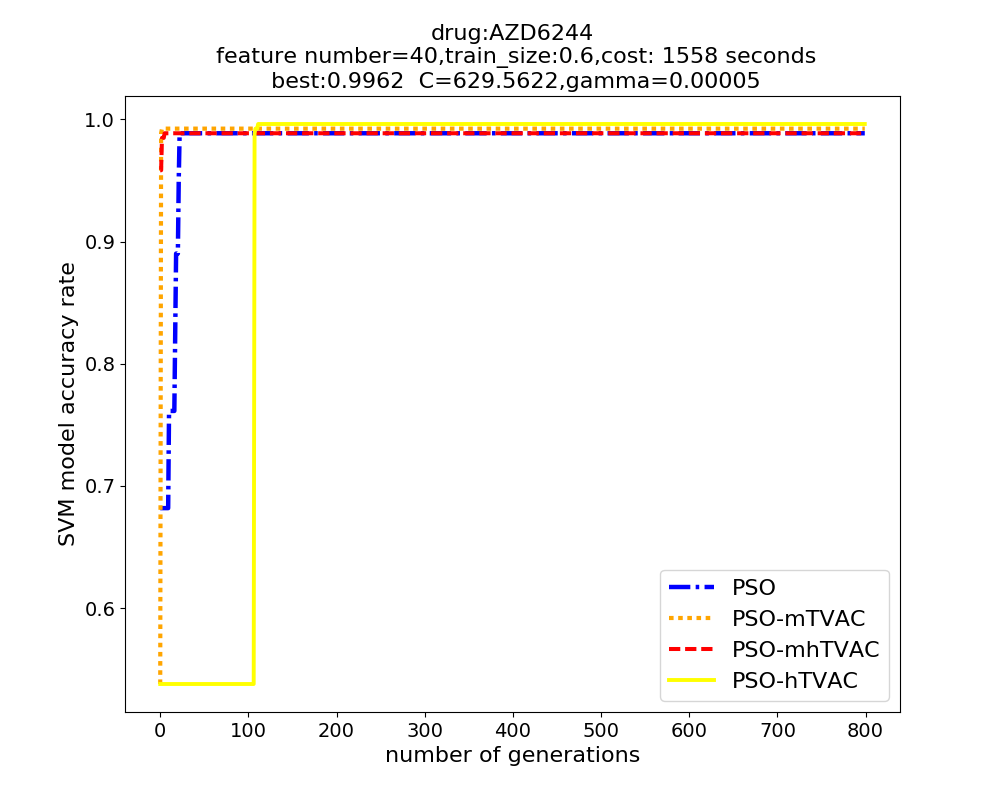 drug:AZD6244
feature number=40,train_size:0.6,cost: 1558 seconds
best:0.9962  C=629.5622,gamma=0.00005
1.0
0.9
0.8
0.7
0.6
SVM model accuracy rate
PSO
PSO-mTVAC
PSO-mhTVAC
PSO-hTVAC
0 100 200 300 400 500 600 700 800
number of generations